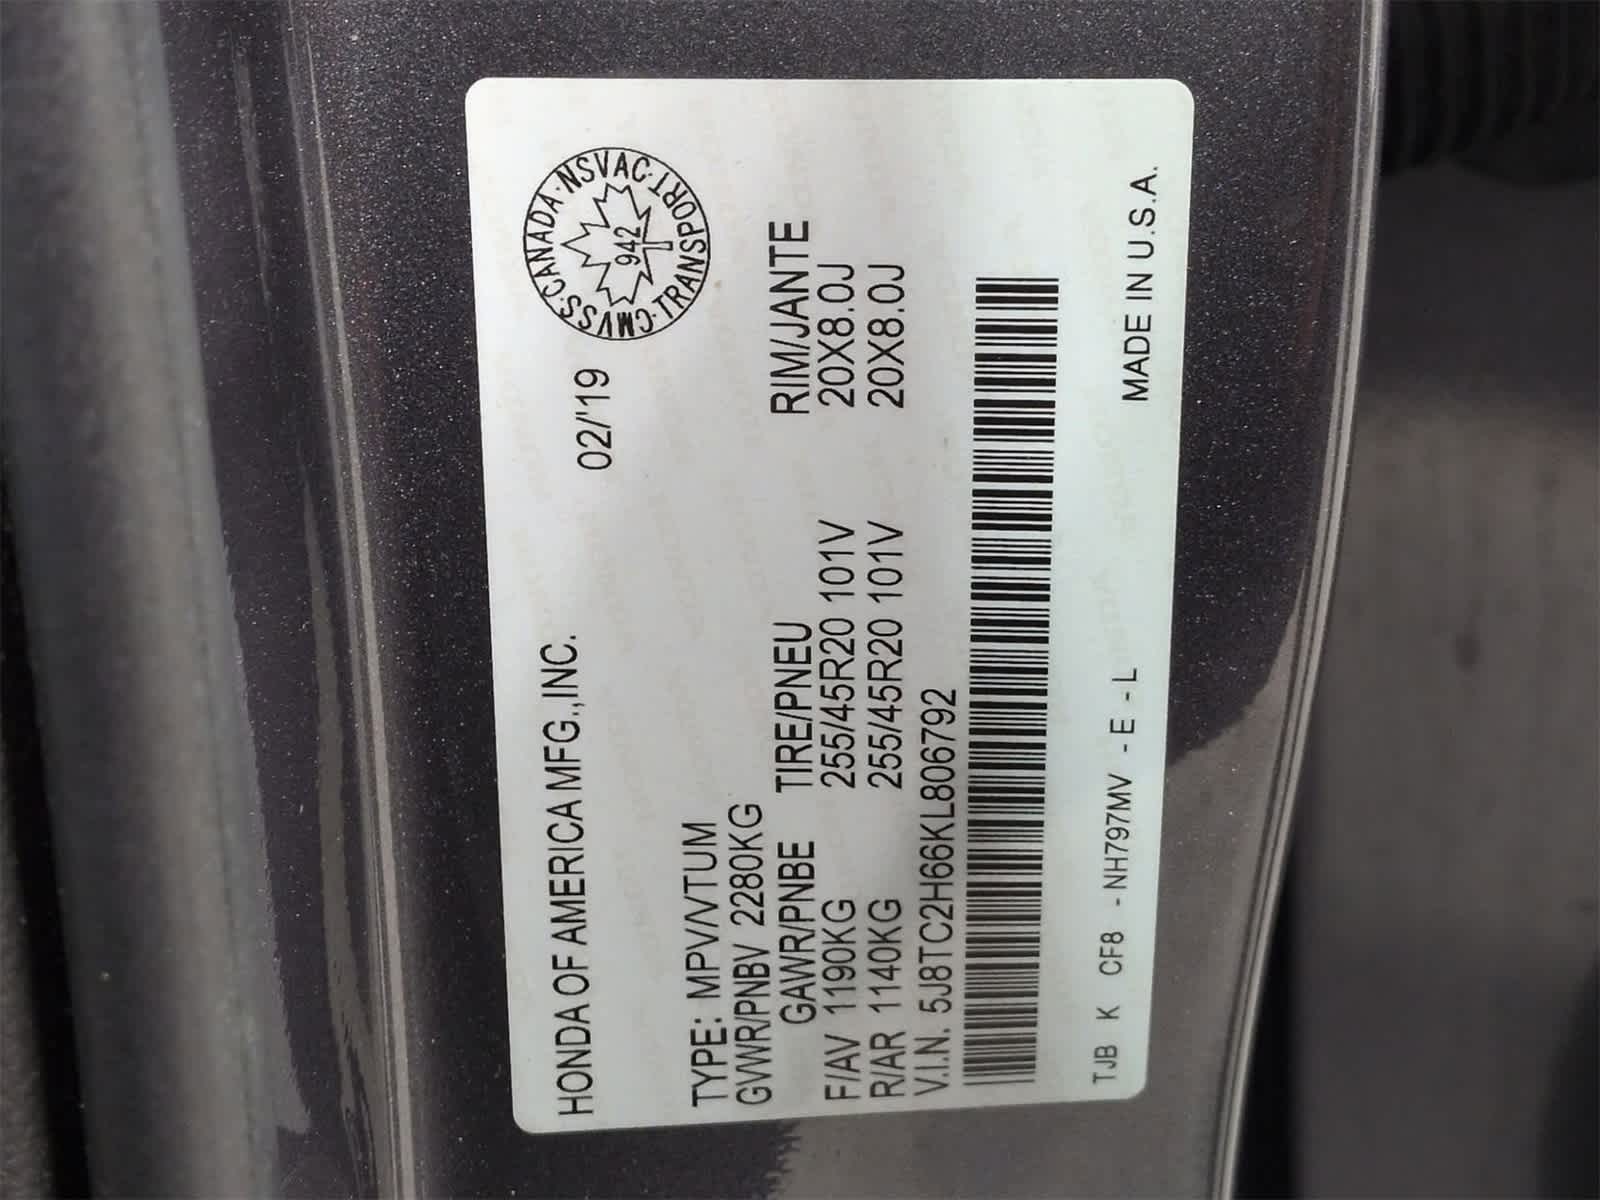 HONDA OF AMERICA MFG.,INC.
02/'19
CMVSS·CANADA·NSVAC·TRANSPORT·
942
TYPE: MPV/VTUM
GVWR/PNBV 2280KG
GAWR/PNBE TIRE/PNEU RIM/JANTE
F/AV 1190KG 255/45R20 101V 20X8.0J
R/AR 1140KG 255/45R20 101V 20X8.0J
V.I.N. 5J8TC2H66KL806792
TJB K CF8 -NH797MV -E -L MADE IN U.S.A.